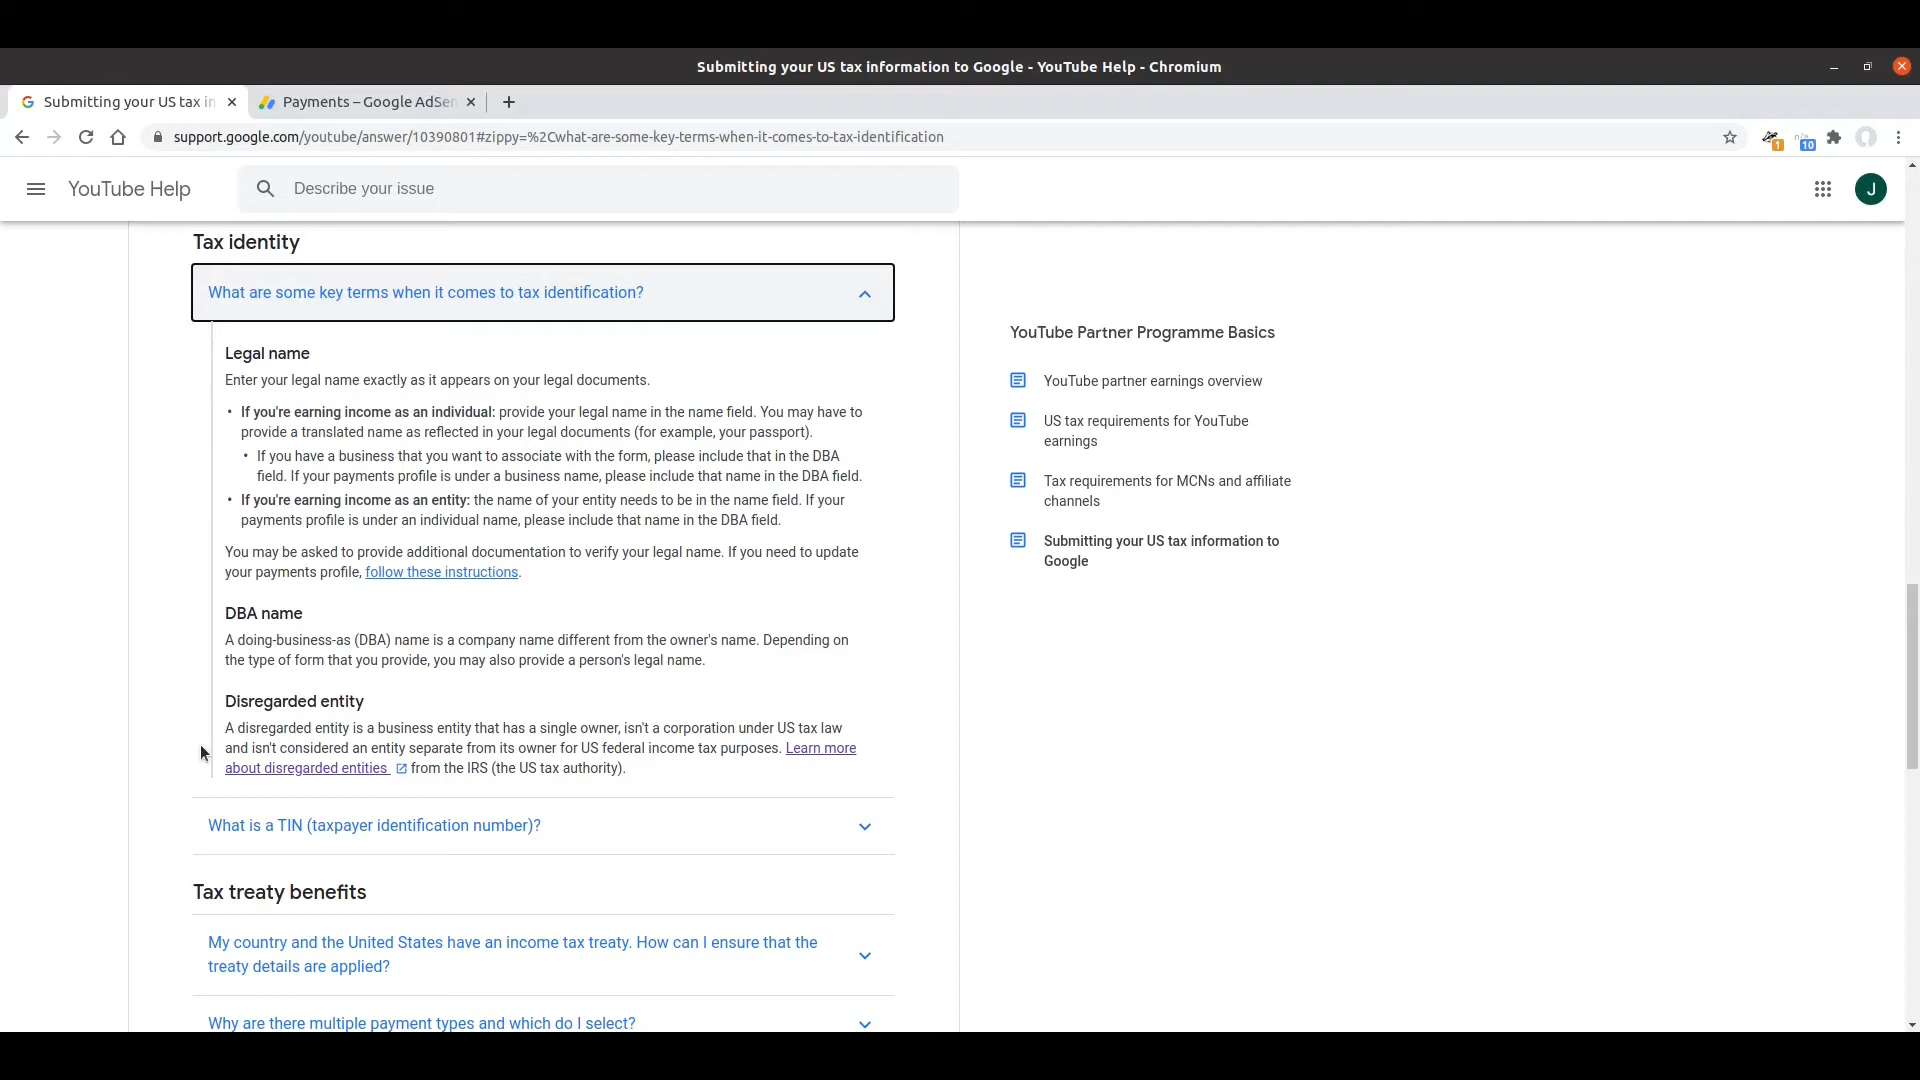 Submitting your US tax information to Google - YouTube Help - Chromium
Submitting your US tax in
Payments – Google AdSen
support.google.com/youtube/answer/10390801#zippy=%2Cwhat-are-some-key-terms-when-it-comes-to-tax-identification
1
10
YouTube Help
Describe your issue
J
Tax identity
What are some key terms when it comes to tax identification?
Legal name
Enter your legal name exactly as it appears on your legal documents.
• If you're earning income as an individual: provide your legal name in the name field. You may have to
provide a translated name as reflected in your legal documents (for example, your passport).
• If you have a business that you want to associate with the form, please include that in the DBA
field. If your payments profile is under a business name, please include that name in the DBA field.
• If you're earning income as an entity: the name of your entity needs to be in the name field. If your
payments profile is under an individual name, please include that name in the DBA field.
You may be asked to provide additional documentation to verify your legal name. If you need to update
your payments profile, follow these instructions.
DBA name
A doing-business-as (DBA) name is a company name different from the owner's name. Depending on
the type of form that you provide, you may also provide a person's legal name.
Disregarded entity
A disregarded entity is a business entity that has a single owner, isn't a corporation under US tax law
and isn't considered an entity separate from its owner for US federal income tax purposes. Learn more
about disregarded entities from the IRS (the US tax authority).
What is a TIN (taxpayer identification number)?
Tax treaty benefits
My country and the United States have an income tax treaty. How can I ensure that the
treaty details are applied?
Why are there multiple payment types and which do I select?
YouTube Partner Programme Basics
YouTube partner earnings overview
US tax requirements for YouTube
earnings
Tax requirements for MCNs and affiliate
channels
Submitting your US tax information to
Google